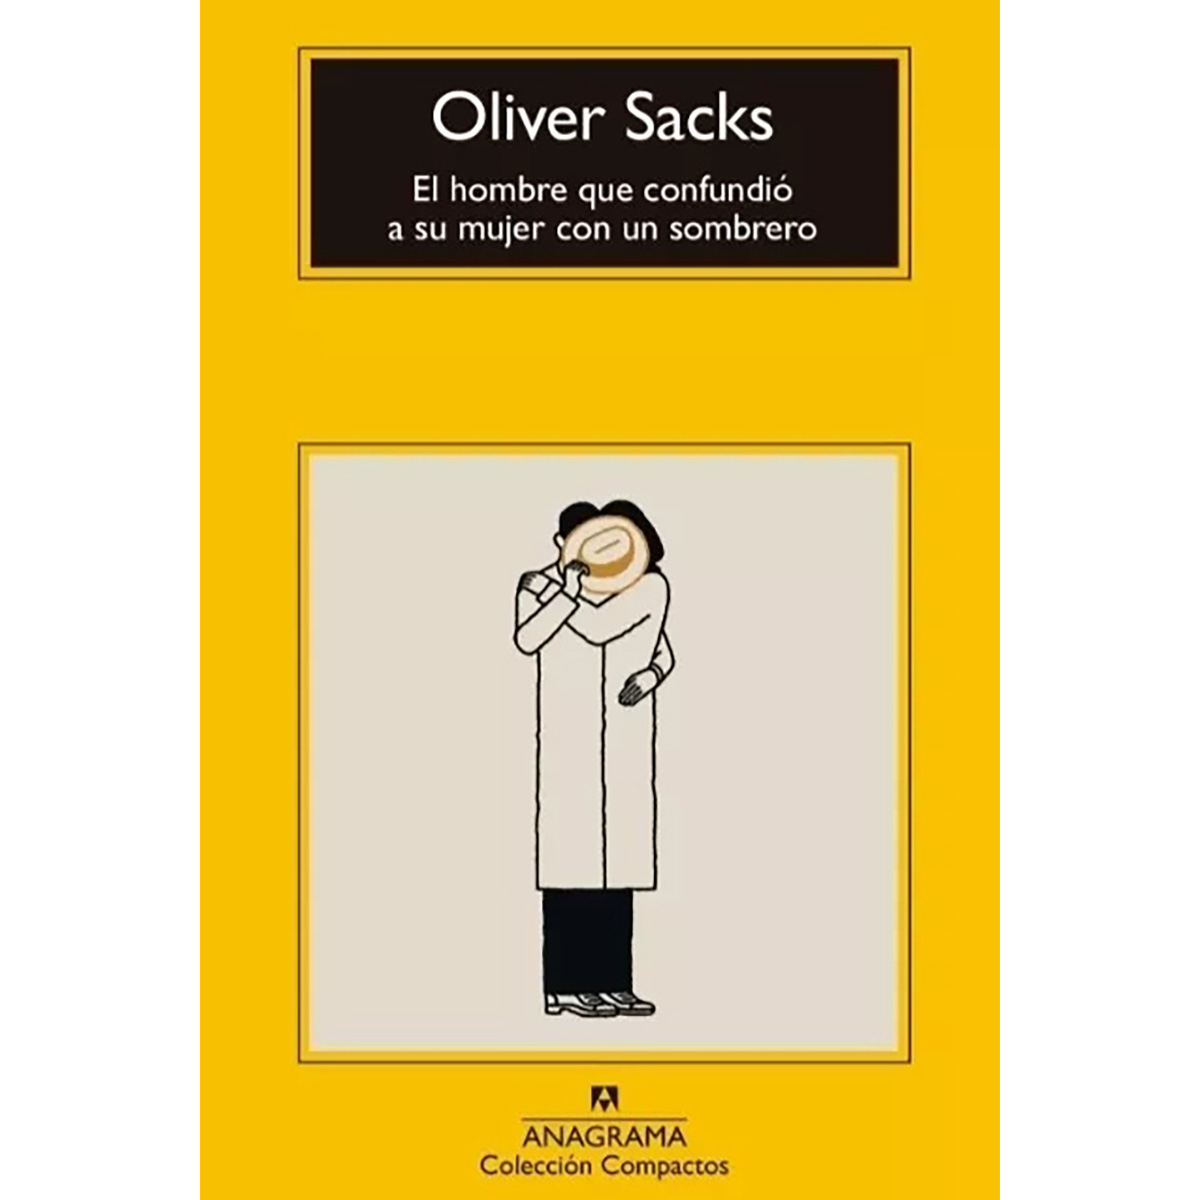 Oliver Sacks
El hombre que confundió
a su mujer con un sombrero
ANAGRAMA
Colección Compactos